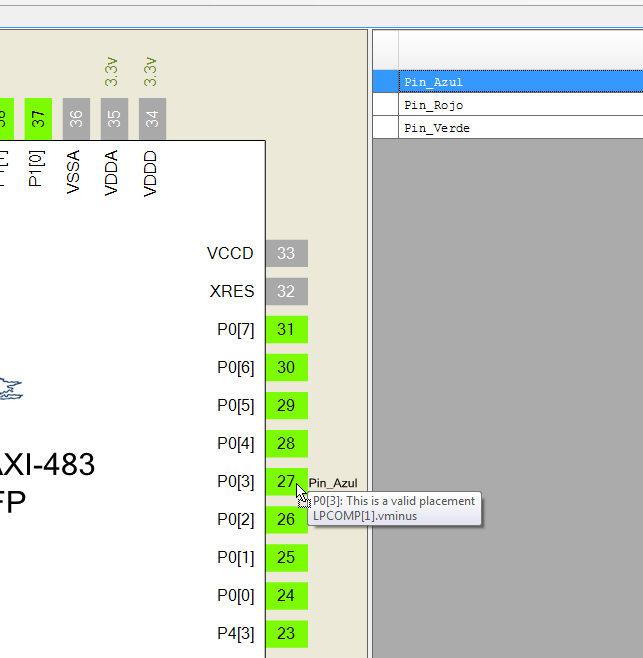 3.3v
3.3v
37
36
35
34
P1[0]
VSSA
VDDA
VDDD
Pin_Azul
Pin_Rojo
Pin_Verde
VCCD 33
XRES 32
P0[7] 31
P0[6] 30
P0[5] 29
P0[4] 28
AXI-483
FP
P0[3] 27 Pin_Azul
P0[3]: This is a valid placement
LPCOMP[1].vminus
P0[2] 26
P0[1] 25
P0[0] 24
P4[3] 23